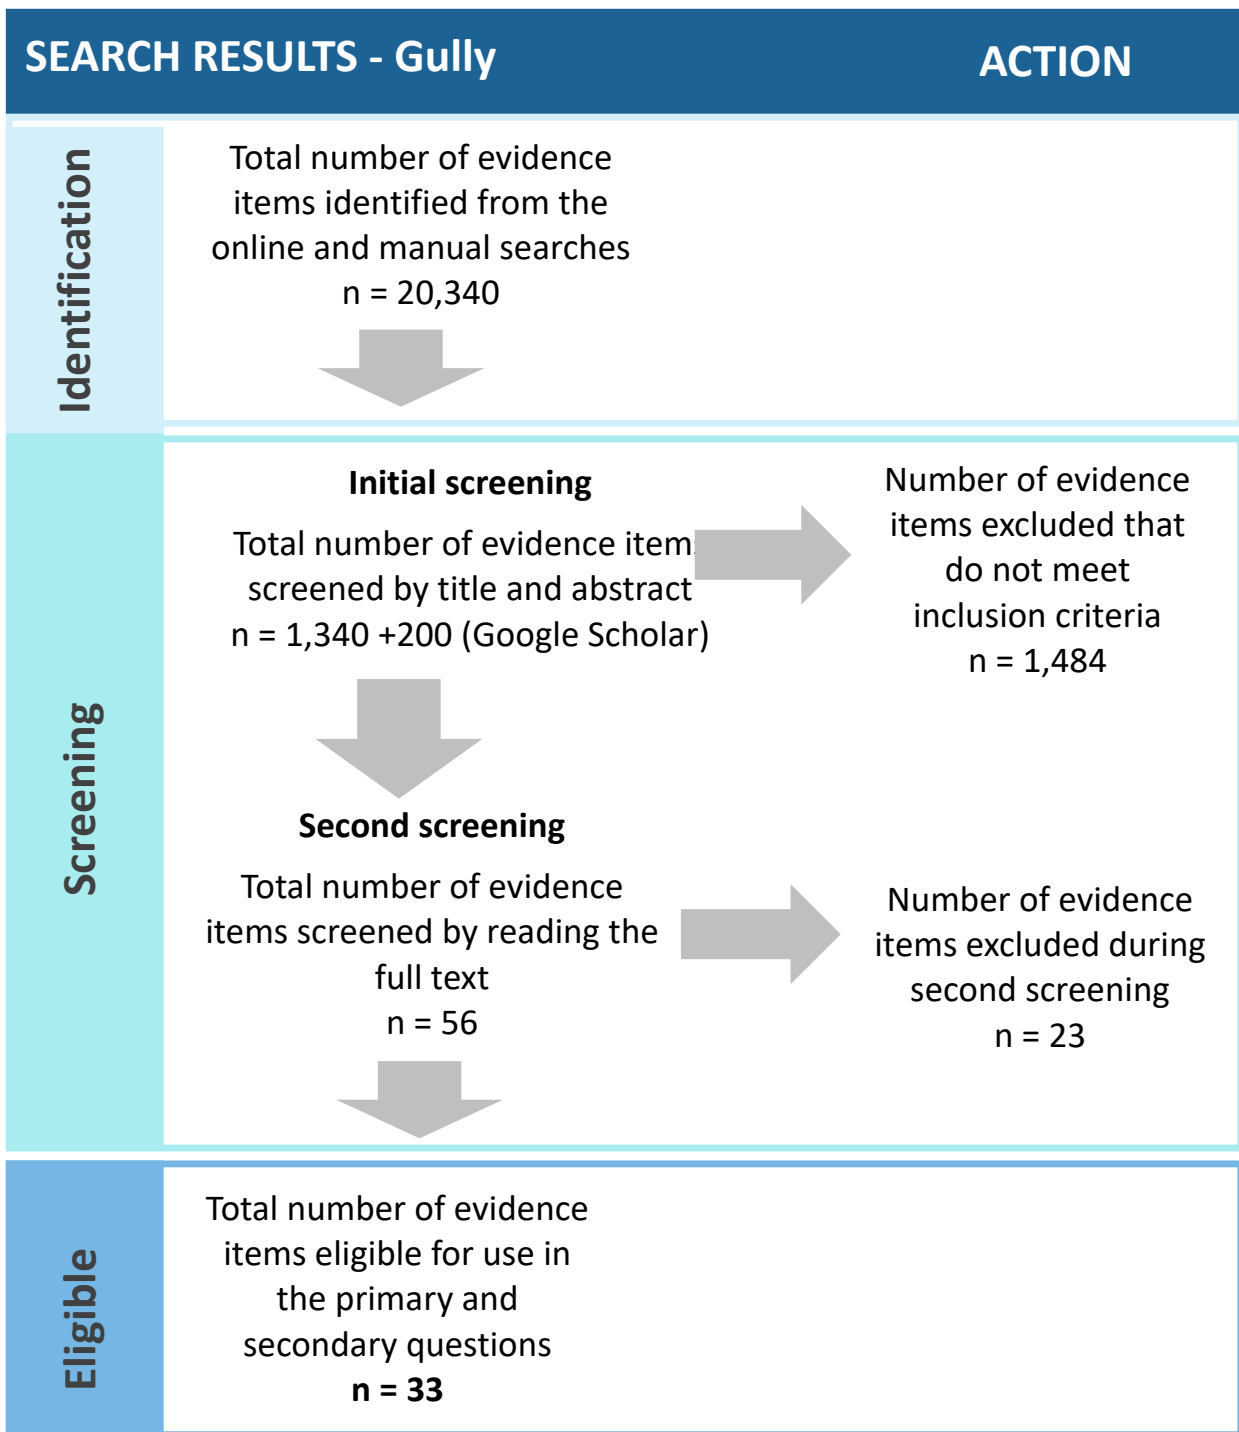 SEARCH RESULTS - Gully
ACTION
Identification
Total number of evidence
items identified from the
online and manual searches
n = 20,340
Screening
Initial screening
Total number of evidence item
screened by title and abstract
n = 1,340 +200 (Google Scholar)
Number of evidence
items excluded that
do not meet
inclusion criteria
n = 1,484
Second screening
Total number of evidence
items screened by reading the
full text
n = 56
Number of evidence
items excluded during
second screening
n = 23
Eligible
Total number of evidence
items eligible for use in
the primary and
secondary questions
n = 33